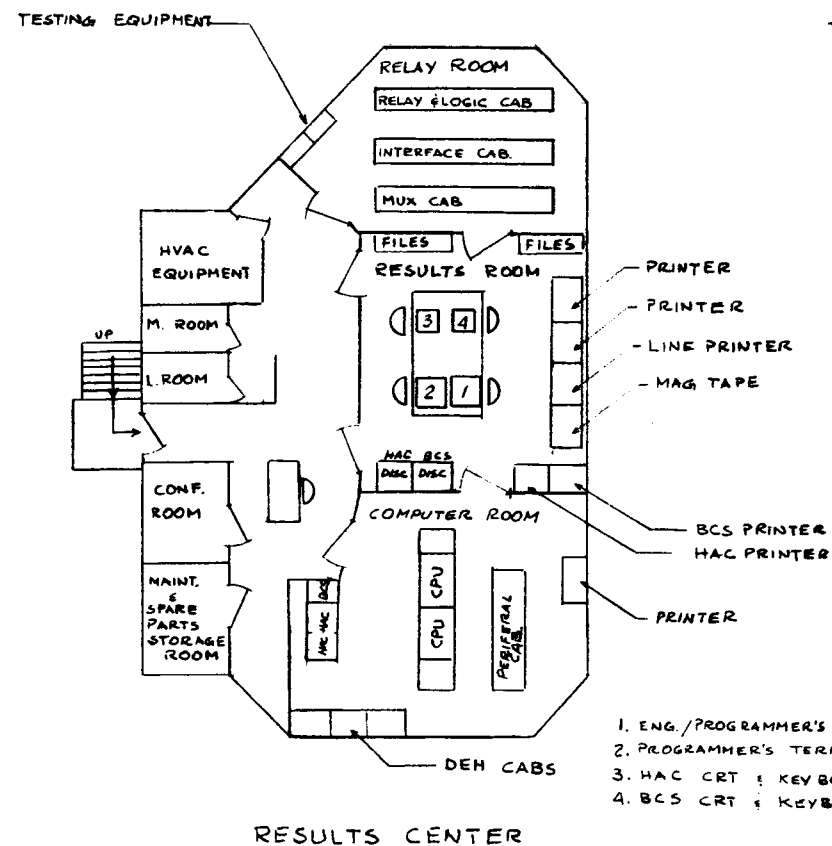 TESTING EQUIPMENT
RELAY ROOM
RELAY & LOGIC CAB
INTERFACE CAB.
MUX CAB
FILES
FILES
RESULTS ROOM
HVAC
EQUIPMENT
M. ROOM
UP
L. ROOM
3
4
2
1
PRINTER
PRINTER
LINE PRINTER
MAG TAPE
HAC
BCS
DISC
DISC
CONF.
ROOM
COMPUTER ROOM
BCS PRINTER
HAC PRINTER
PRINTER
MAINT.
&
SPARE
PARTS
STORAGE
ROOM
BCS
HAC
HAC
CPU
CPU
PERIFERAL
CAB.
DEH CABS
1. ENG./PROGRAMMER'S
2. PROGRAMMER'S
3. HAC CRT &
4. BCS CRT &
RESULTS CENTER